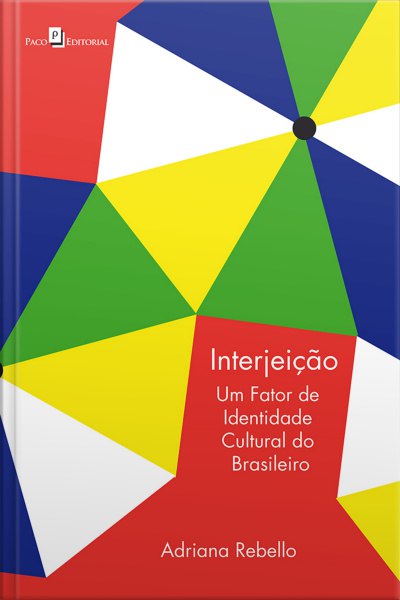 PACO EDITORIAL
Interjeição
Um Fator de
Identidade
Cultural do
Brasileiro
Adriana Rebello